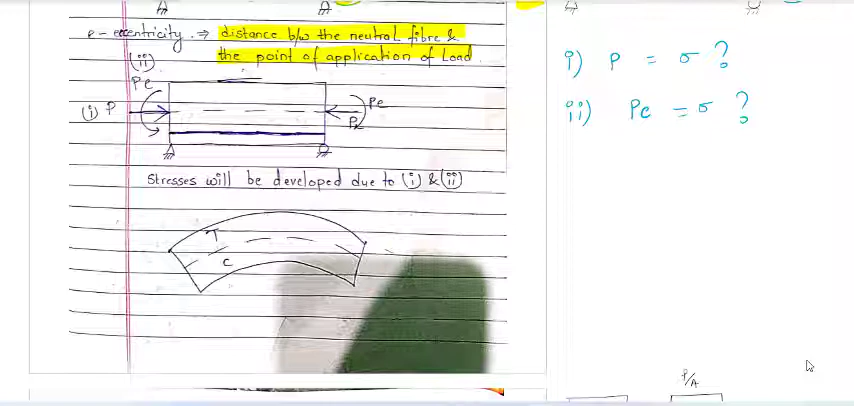 e - eccentricity. ⇒ distance b/w the neutral fibre &
the point of application of Load.
(ii)
Pe
(i) P
Pe
P
Stresses will be developed due to (i) & (ii)
T
C
i) P = σ ?
ii) Pe = σ ?
P/A